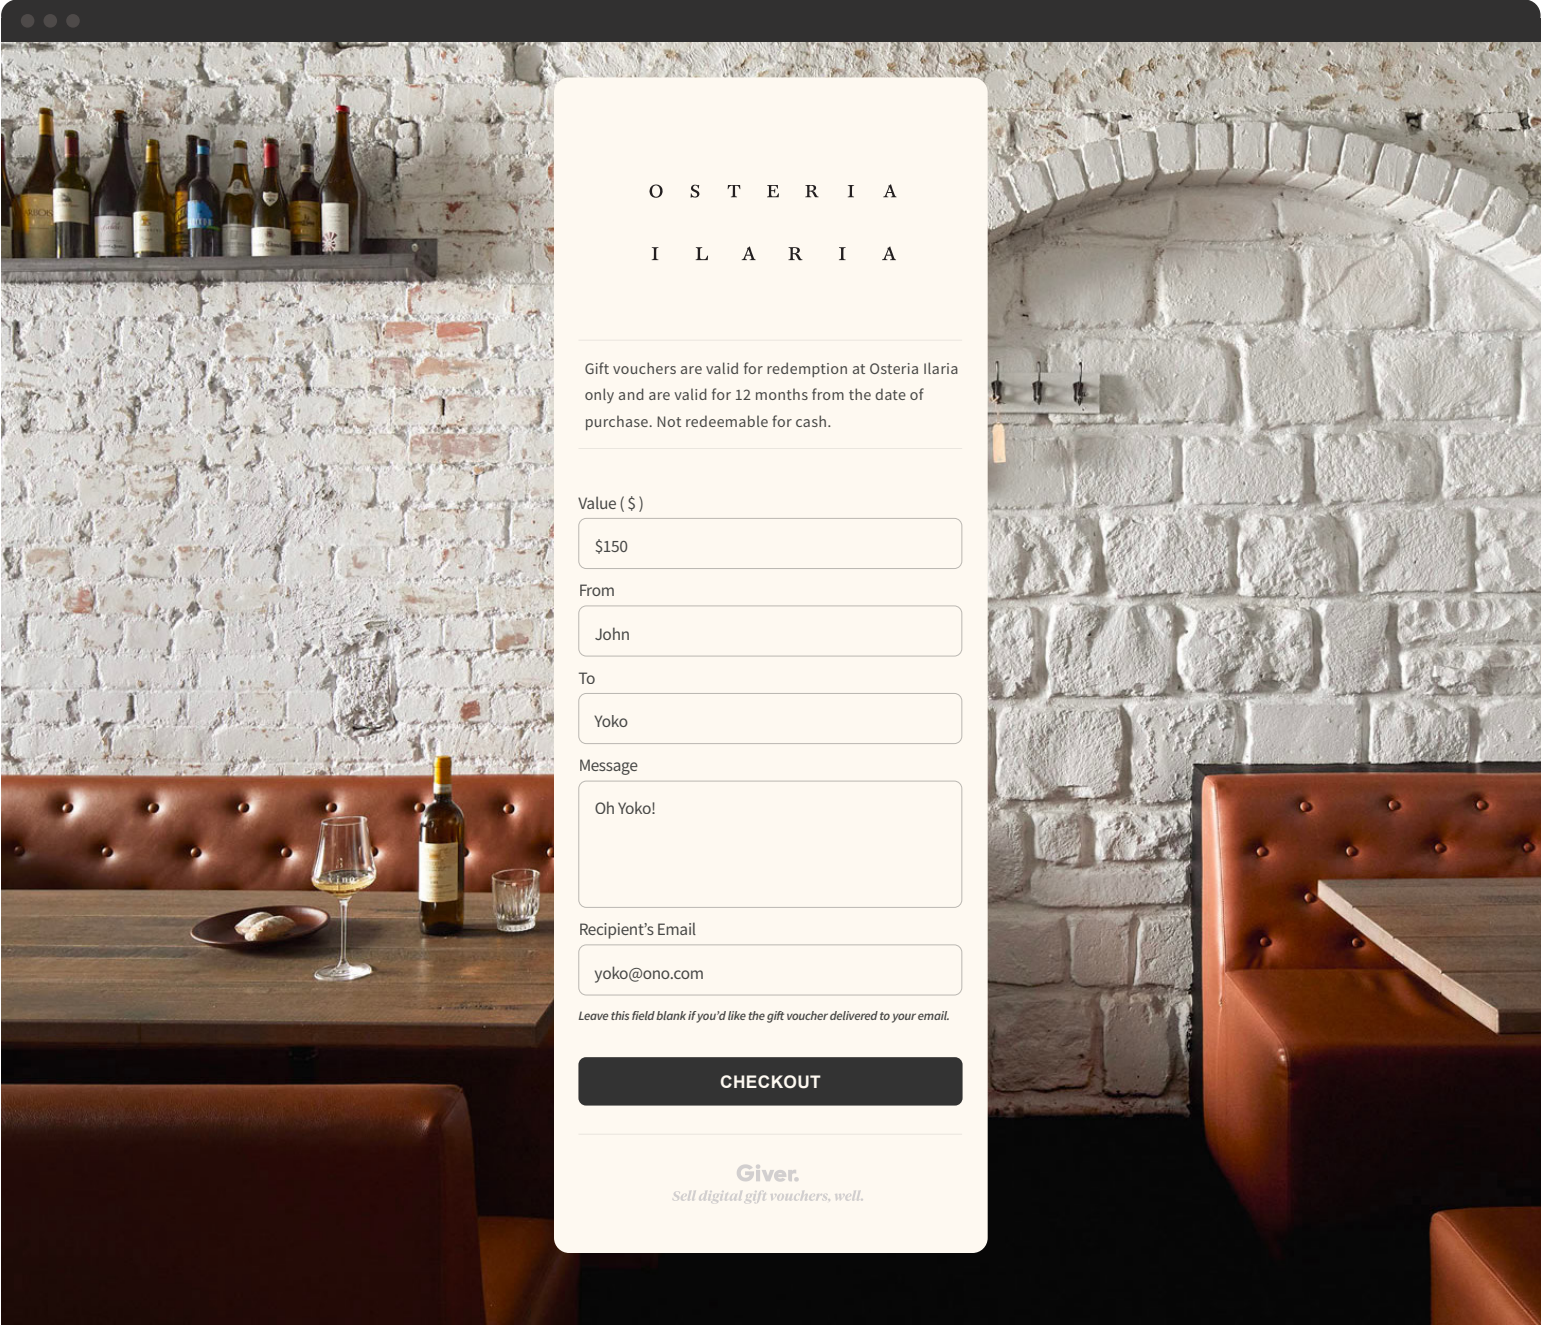 OSTERIA
ILARIA
Gift vouchers are valid for redemption at Osteria Ilaria
only and are valid for 12 months from the date of
purchase. Not redeemable for cash.
Value ( $ )
$150
From
John
To
Yoko
Message
Oh Yoko!
Recipient's Email
yoko@ono.com
Leave this field blank if you'd like the gift voucher delivered to your email.
CHECKOUT
Giver.
Sell digital gift vouchers, well.